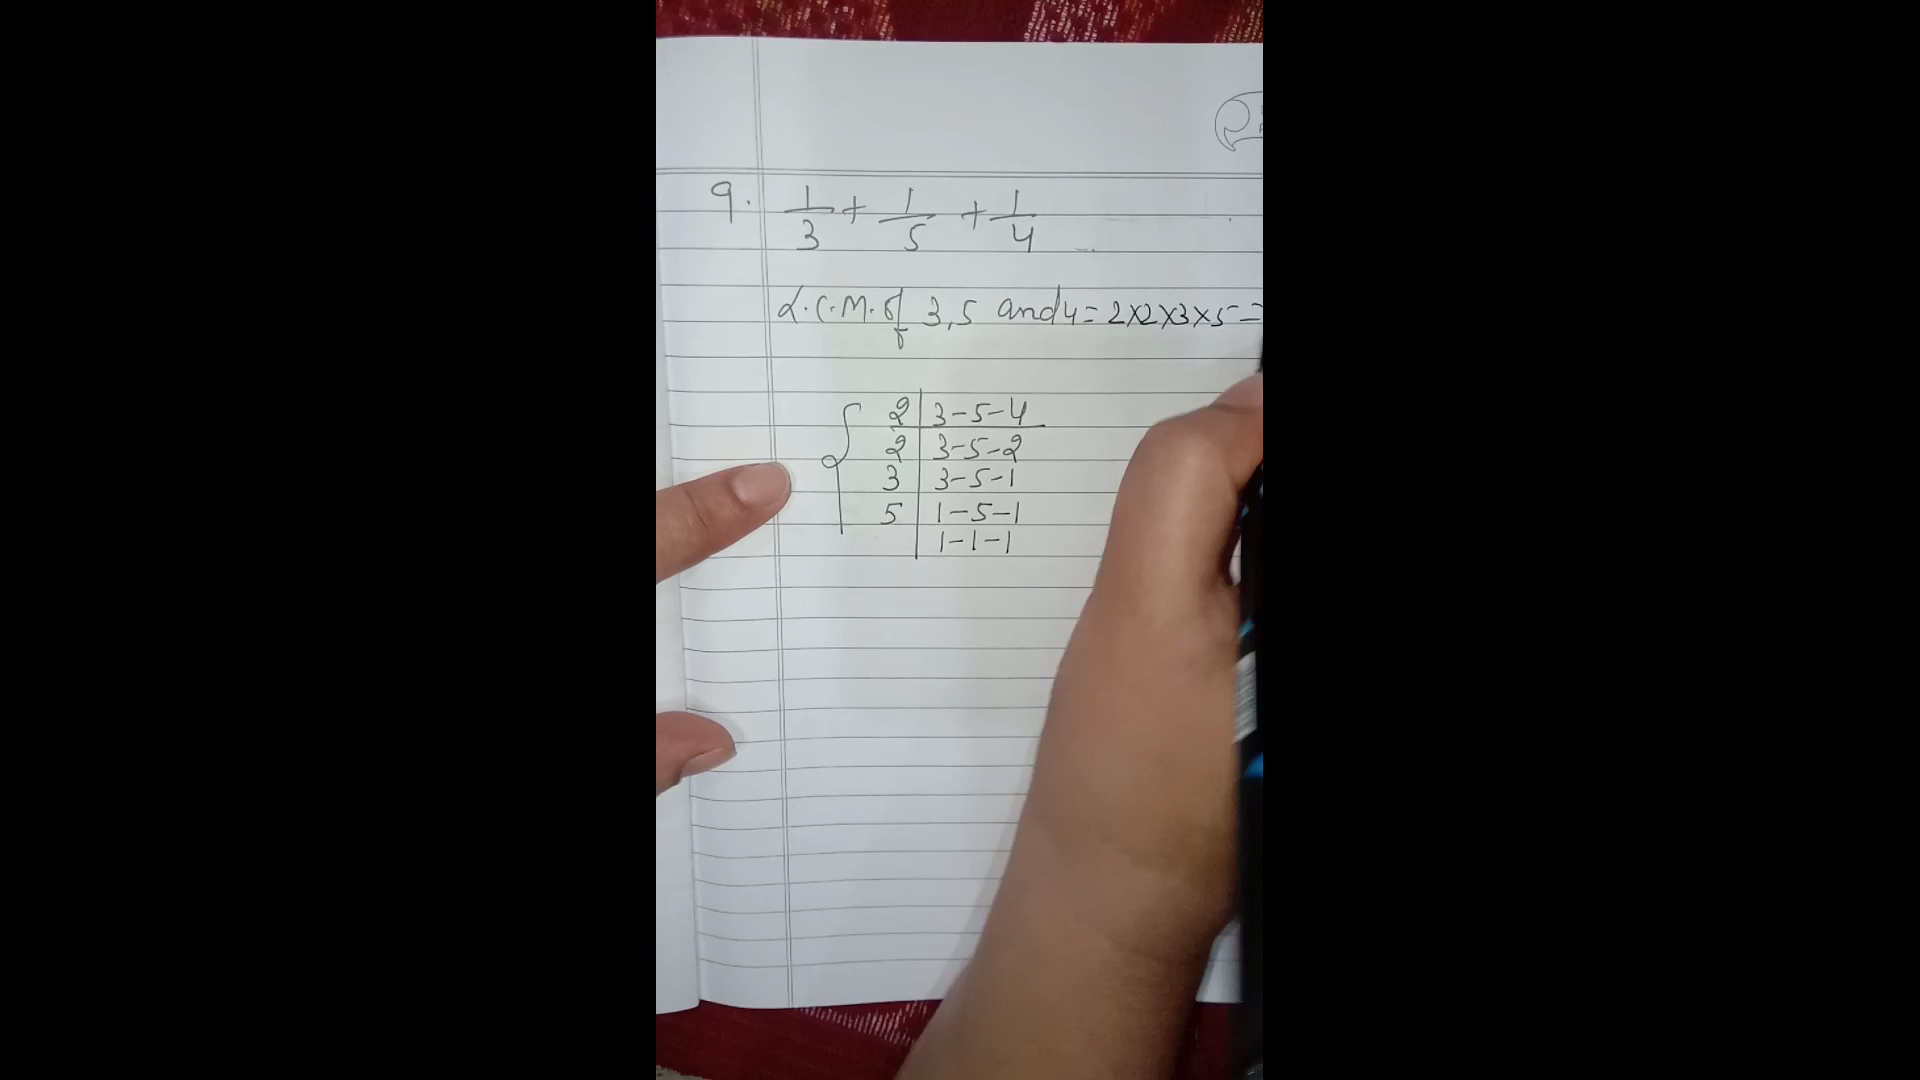 9. 1/3 + 1/5 + 1/4
L.C.M. of 3,5 and 4 = 2×2×3×5 =
2 | 3-5-4
2 | 3-5-2
3 | 3-5-1
5 | 1-5-1
| 1-1-1